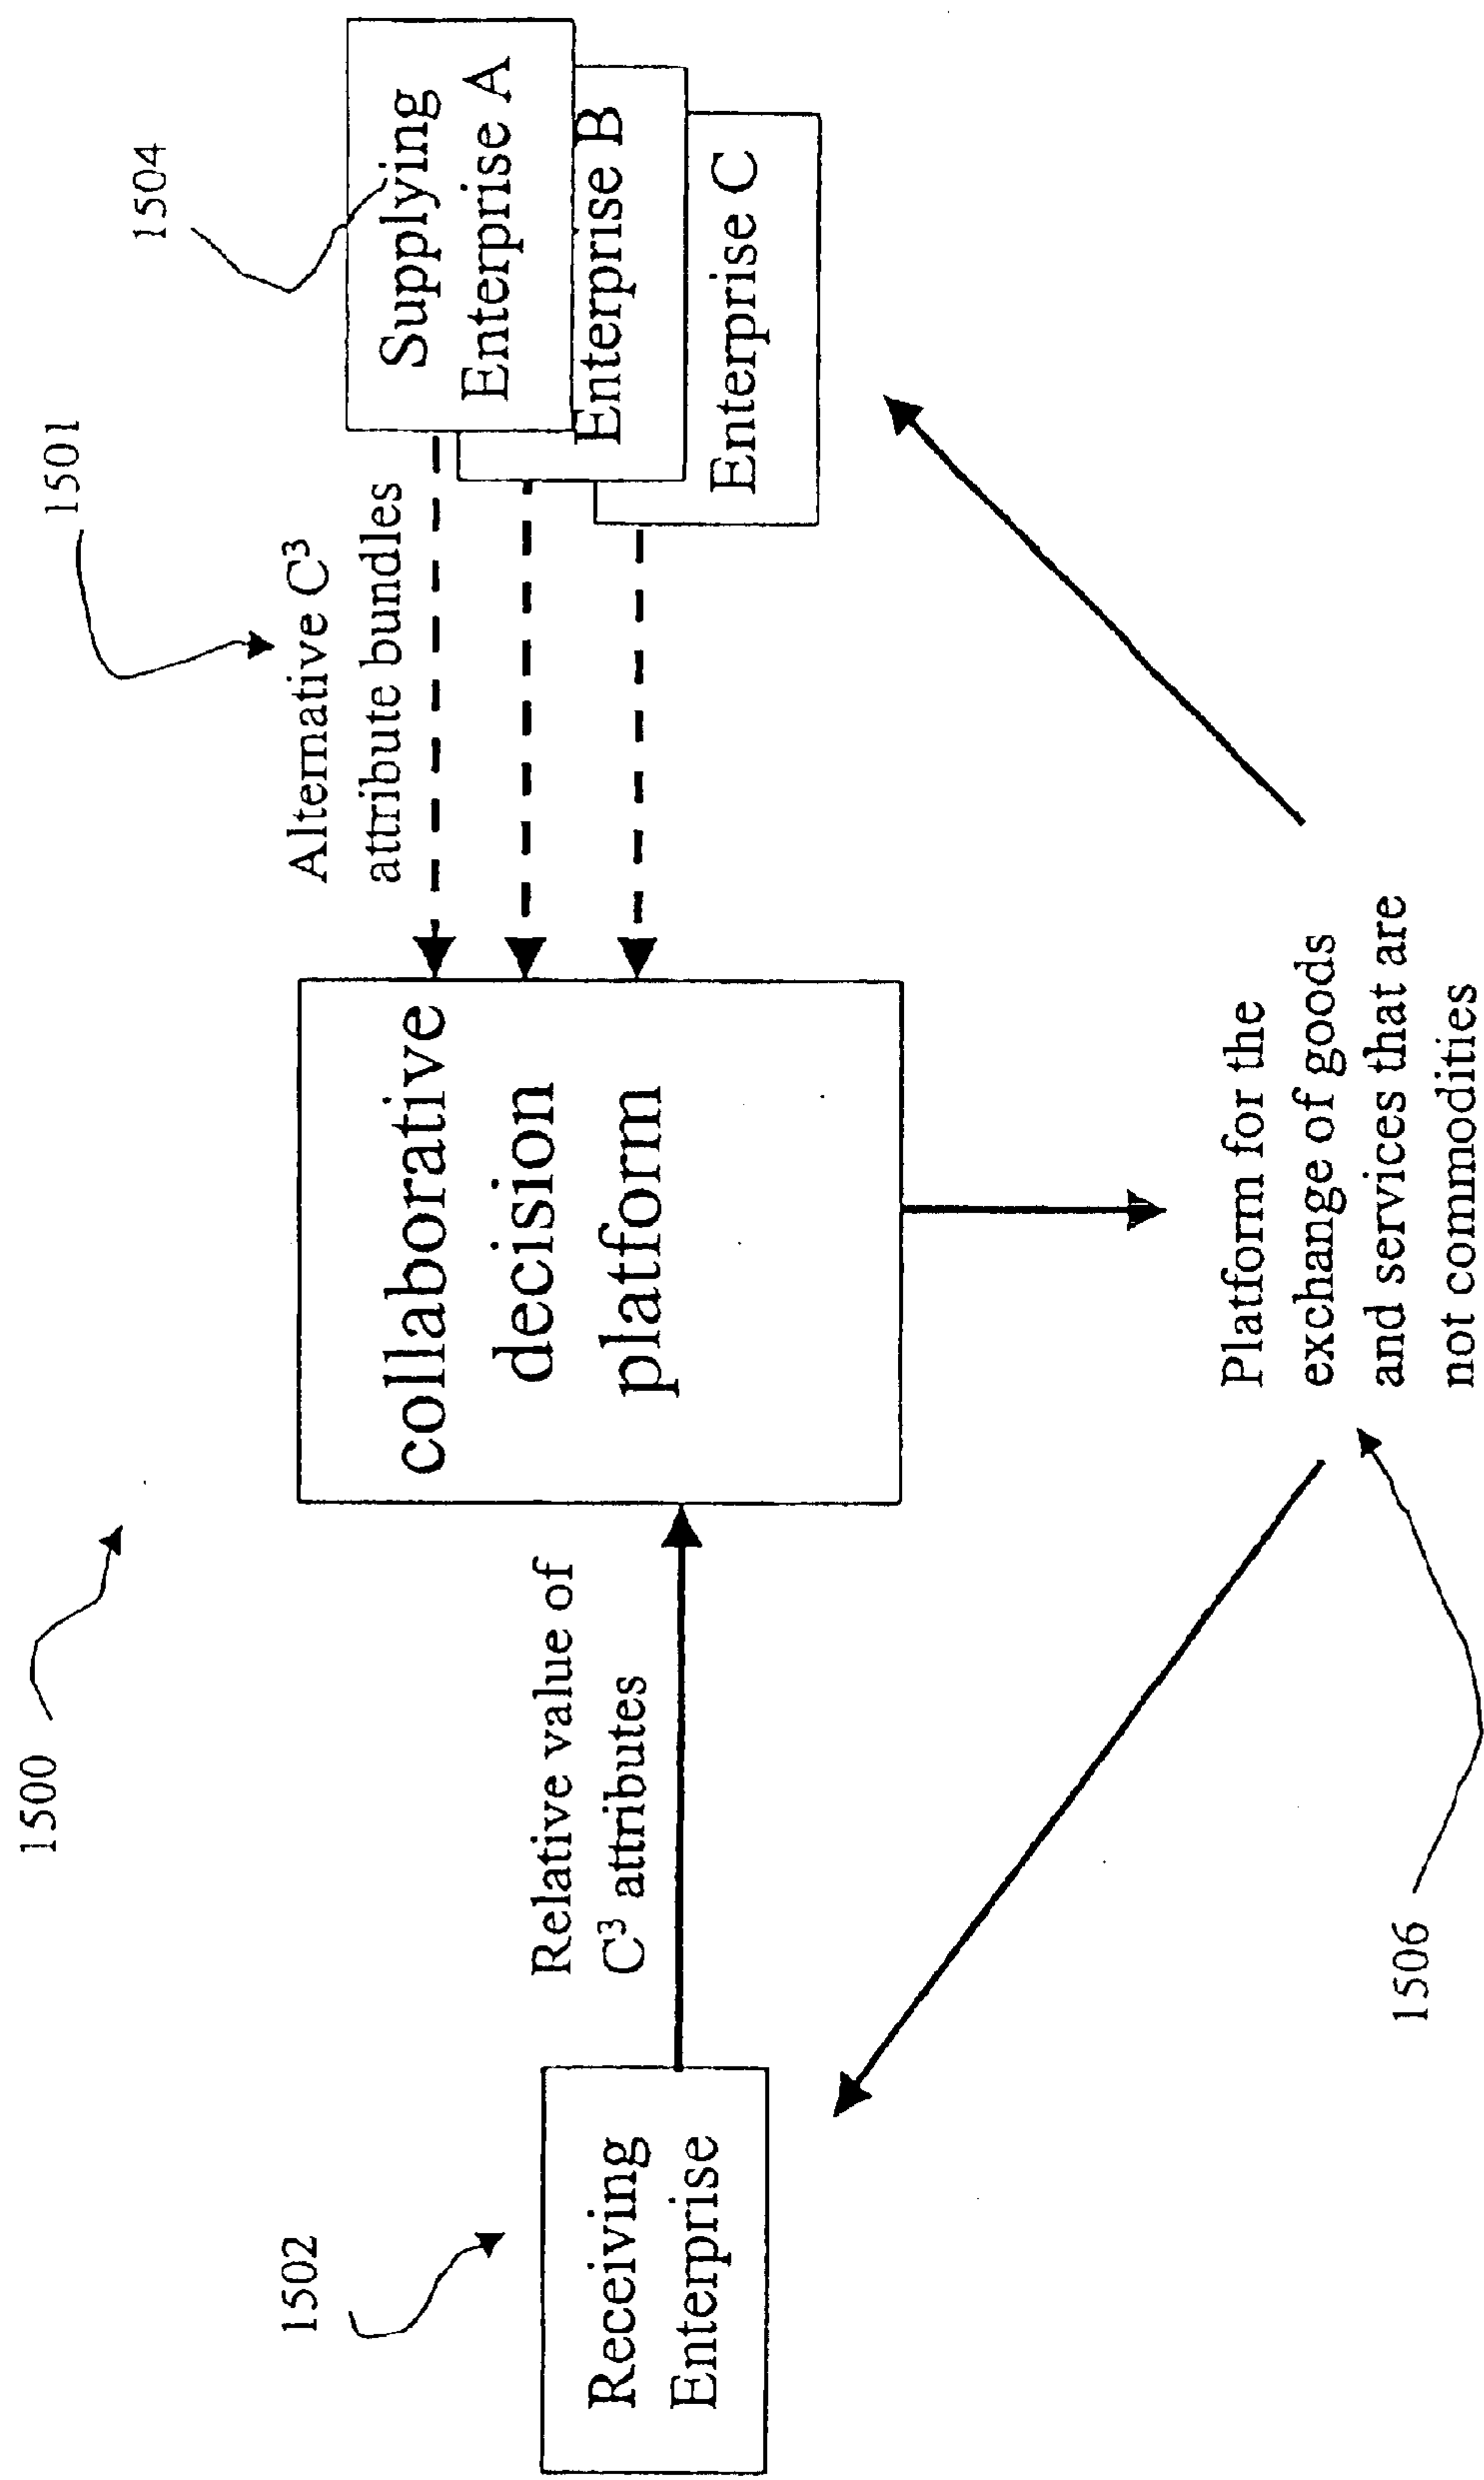 1500
1502
Receiving
Enterprise
Relative value of
C³ attributes
collaborative
decision
platform
1501
Alternative C³
attribute bundles
1504
Supplying
Enterprise A
Enterprise B
Enterprise C
Platform for the
exchange of goods
and services that are
not commodities
1506